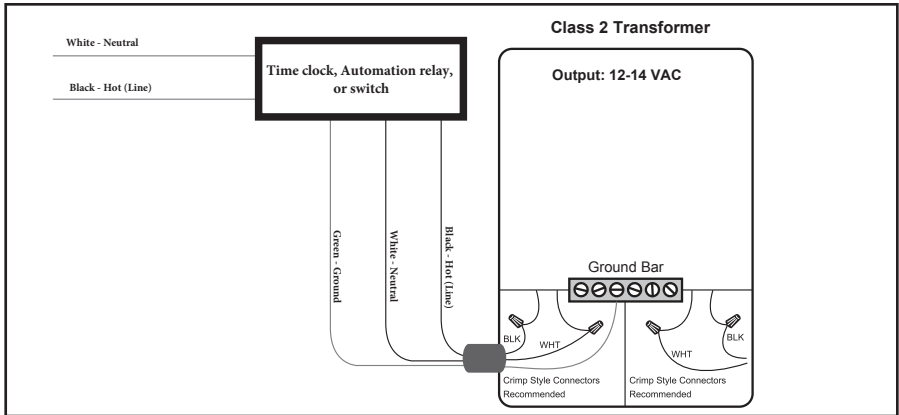 Class 2 Transformer
White - Neutral
Black - Hot (Line)
Time clock, Automation relay,
or switch
Output: 12-14 VAC
Green - Ground
White - Neutral
Black - Hot (Line)
Ground Bar
BLK
WHT
WHT
BLK
Crimp Style Connectors
Recommended
Crimp Style Connectors
Recommended